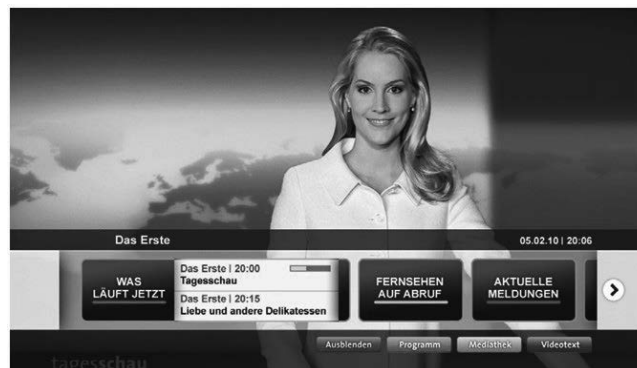 Das Erste
05.02.10 | 20:06
WAS
LÄUFT JETZT
Das Erste | 20:00
Tagesschau
Das Erste | 20:15
Liebe und andere Delikatessen
FERNSEHEN
AUF ABRUF
AKTUELLE
MELDUNGEN
Ausblenden
Programm
Mediathek
Videotext
tagesschau